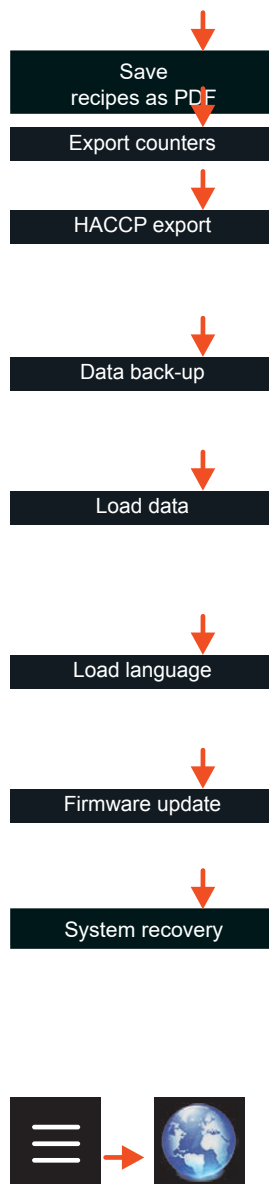 Save
recipes as PDF
Export counters
HACCP export
Data back-up
Load data
Load language
Firmware update
System recovery